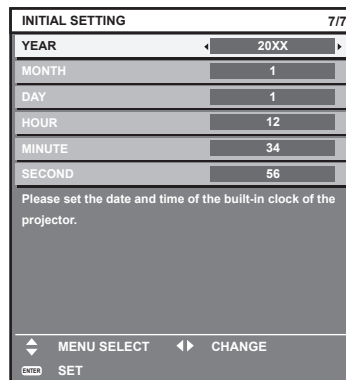 INITIAL SETTING 7/7
YEAR 20XX
MONTH 1
DAY 1
HOUR 12
MINUTE 34
SECOND 56
Please set the date and time of the built-in clock of the
projector.
MENU SELECT CHANGE
ENTER SET